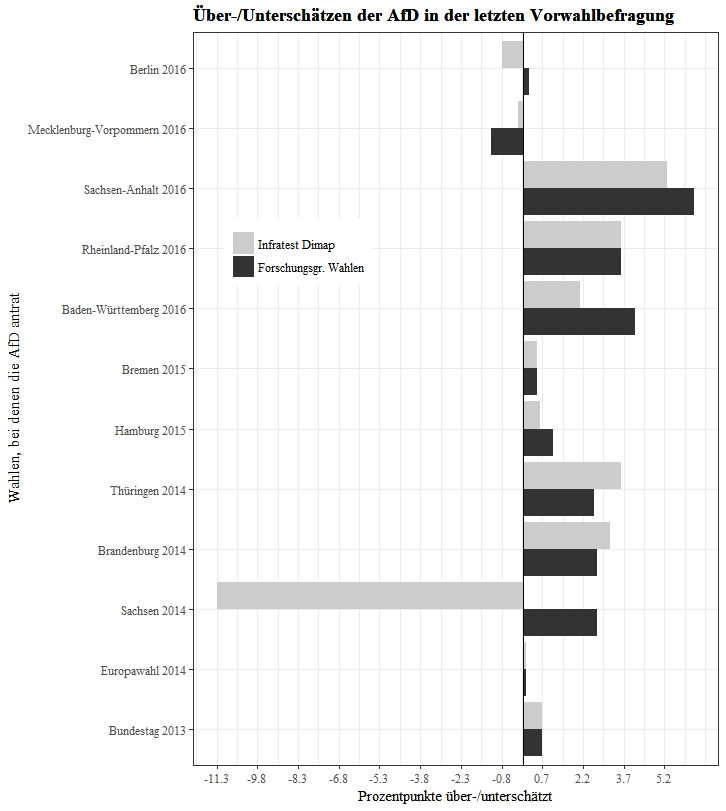 Über-/Unterschätzen der AfD in der letzten Vorwahlbefragung
Wahlen, bei denen die AfD antrat
Berlin 2016
Mecklenburg-Vorpommern 2016
Sachsen-Anhalt 2016
Rheinland-Pfalz 2016
Baden-Württemberg 2016
Bremen 2015
Hamburg 2015
Thüringen 2014
Brandenburg 2014
Sachsen 2014
Europawahl 2014
Bundestag 2013
Infratest Dimap
Forschungsgr. Wahlen
-11.3 -9.8 -8.3 -6.8 -5.3 -3.8 -2.3 -0.8 0.7 2.2 3.7 5.2
Prozentpunkte über-/unterschätzt